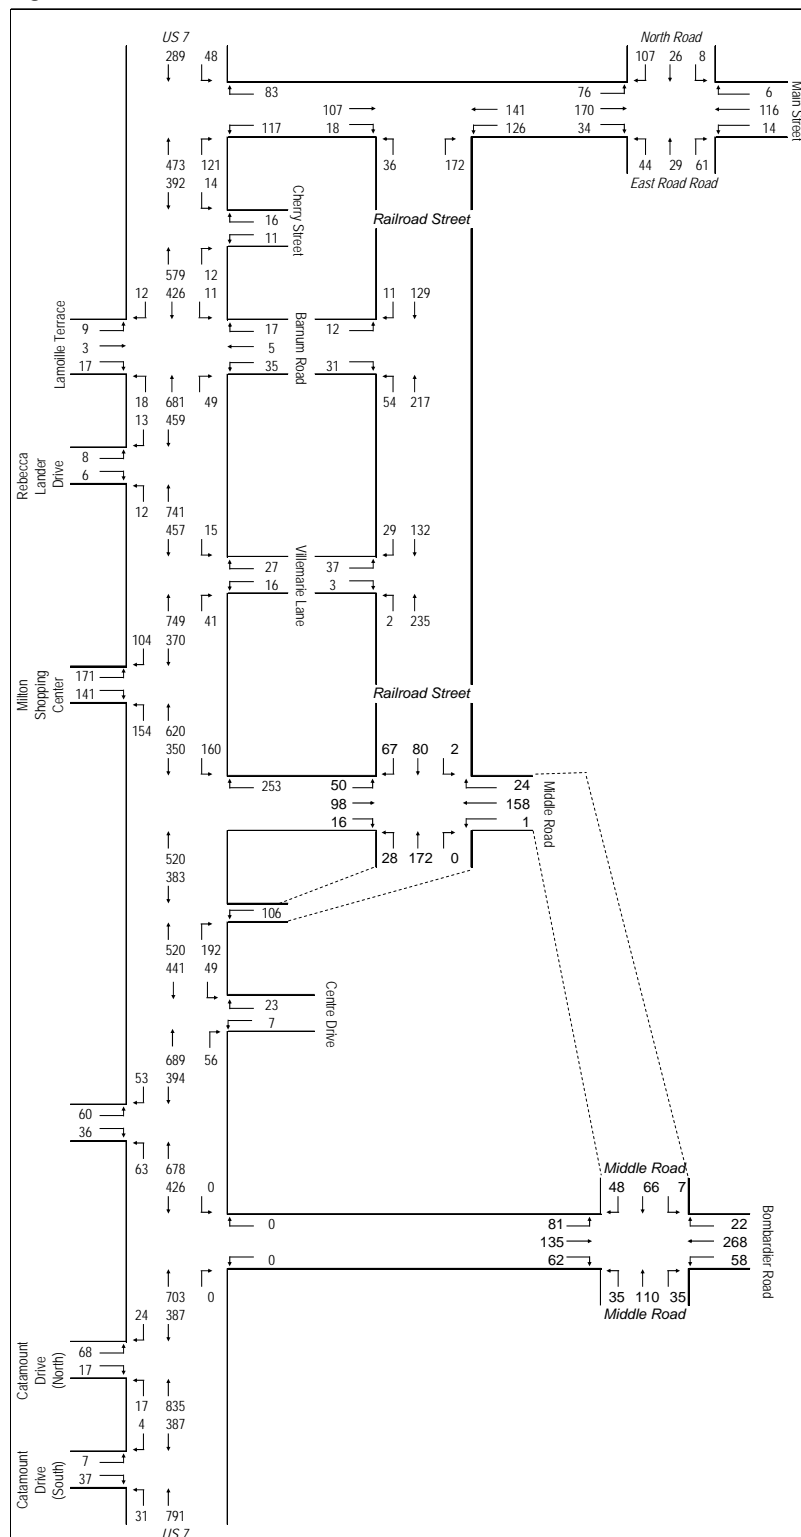 US 7
North Road
289 48
107 26 8
83
76
6
107
141 170
116
117 18
126 34
14
Main Street
473 121
36 172
44 29 61
392 14
East Road Road
Cherry Street
Railroad Street
16
11
579 12
12 426 11
11 129
Lamoille Terrace
Barnum Road
9
17 12
3
5
17
35 31
18 681 49
54 217
13 459
Rebecca
Lander
Drive
8
6
12 741
457 15
29 132
Villemarie Lane
27 37
16 3
749 41
2 235
104 370
Milton
Shopping
Center
171
141
Railroad Street
154 620
350 160
67 80 2
253 50
24
98
158
16
1
Middle Road
520
28 172 0
383
106
520 192
441 49
Centre Drive
23
7
689 56
53 394
60
36
63 678
Middle Road
426 0
48 66 7
0
81
22
135
268
0
62
58
Bombardier Road
703 0
35 110 35
24 387
Middle Road
Catamount
Drive
(North)
68
17
17 835
4 387
Catamount
Drive
(South)
7
37
31 791
US 7